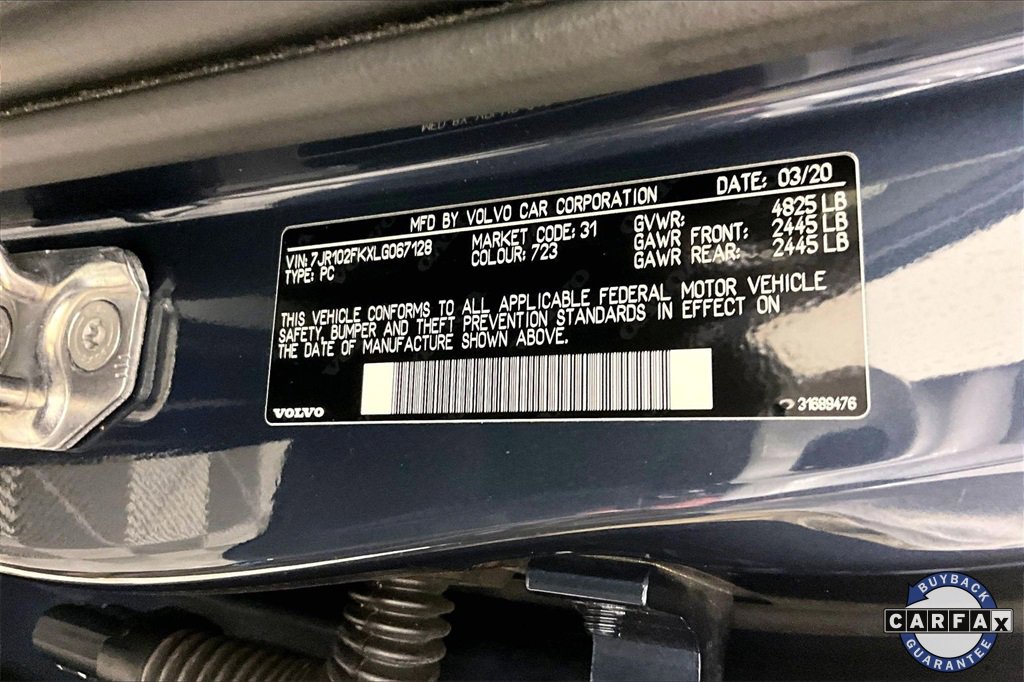 MFD BY VOLVO CAR CORPORATION DATE: 03/20
VIN: 7JR102FKXLG067128 MARKET CODE: 31 GVWR: 4825 LB
TYPE: PC COLOUR: 723 GAWR FRONT: 2445 LB
GAWR REAR: 2445 LB
THIS VEHICLE CONFORMS TO ALL APPLICABLE FEDERAL MOTOR VEHICLE
SAFETY, BUMPER AND THEFT PREVENTION STANDARDS IN EFFECT ON
THE DATE OF MANUFACTURE SHOWN ABOVE.
VOLVO 31689476
BUYBACK
CARFAX
GUARANTEE